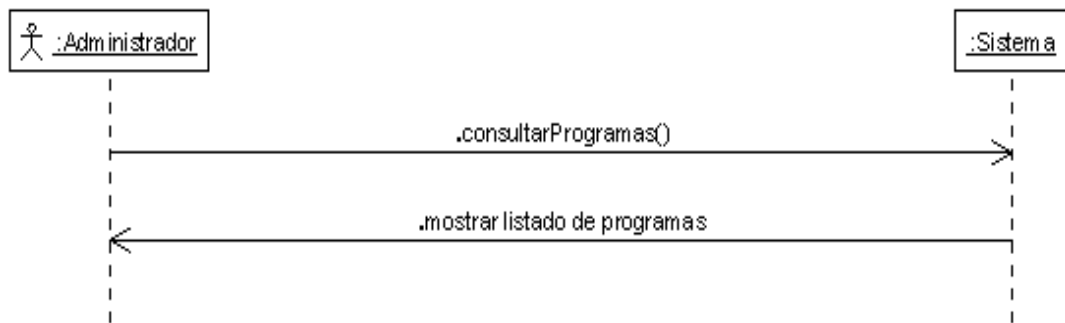 :Administrador
:Sistema
.consultarProgramas()
.mostrar listado de programas